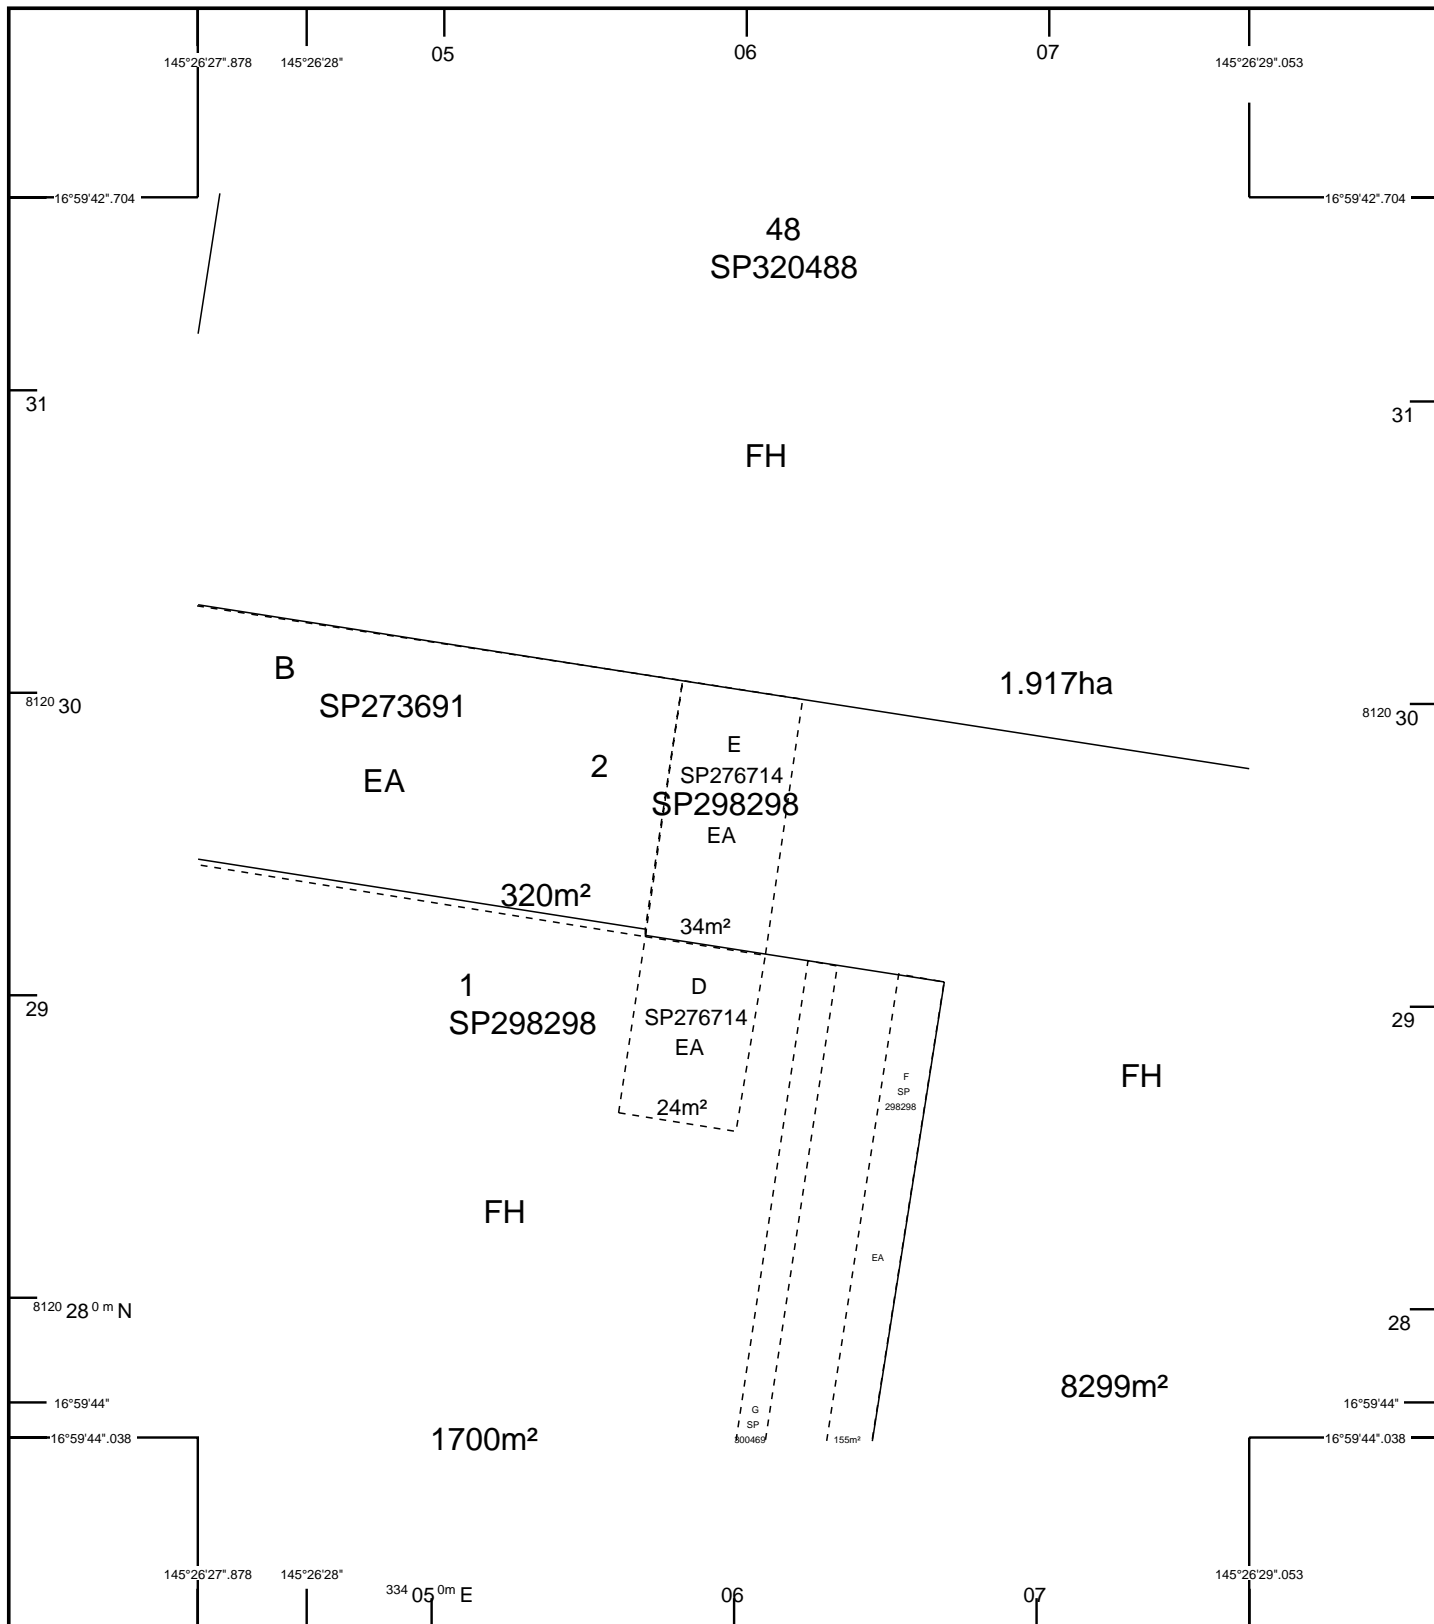 05
06
07
145°26'27".878
145°26'28"
145°26'29".053
16°59'42".704
16°59'42".704
48
SP320488
31
31
FH
B
1.917ha
8120 30
SP273691
8120 30
E
2
SP276714
EA
SP298298
EA
320m²
34m²
1
D
29
SP298298
SP276714
29
EA
F
SP
298298
FH
24m²
FH
EA
8120 28 0 m N
28
8299m²
16°59'44"
16°59'44"
G
SP
300469
155m²
1700m²
16°59'44".038
16°59'44".038
145°26'27".878
145°26'28"
145°26'29".053
334 05 0m E
06
07